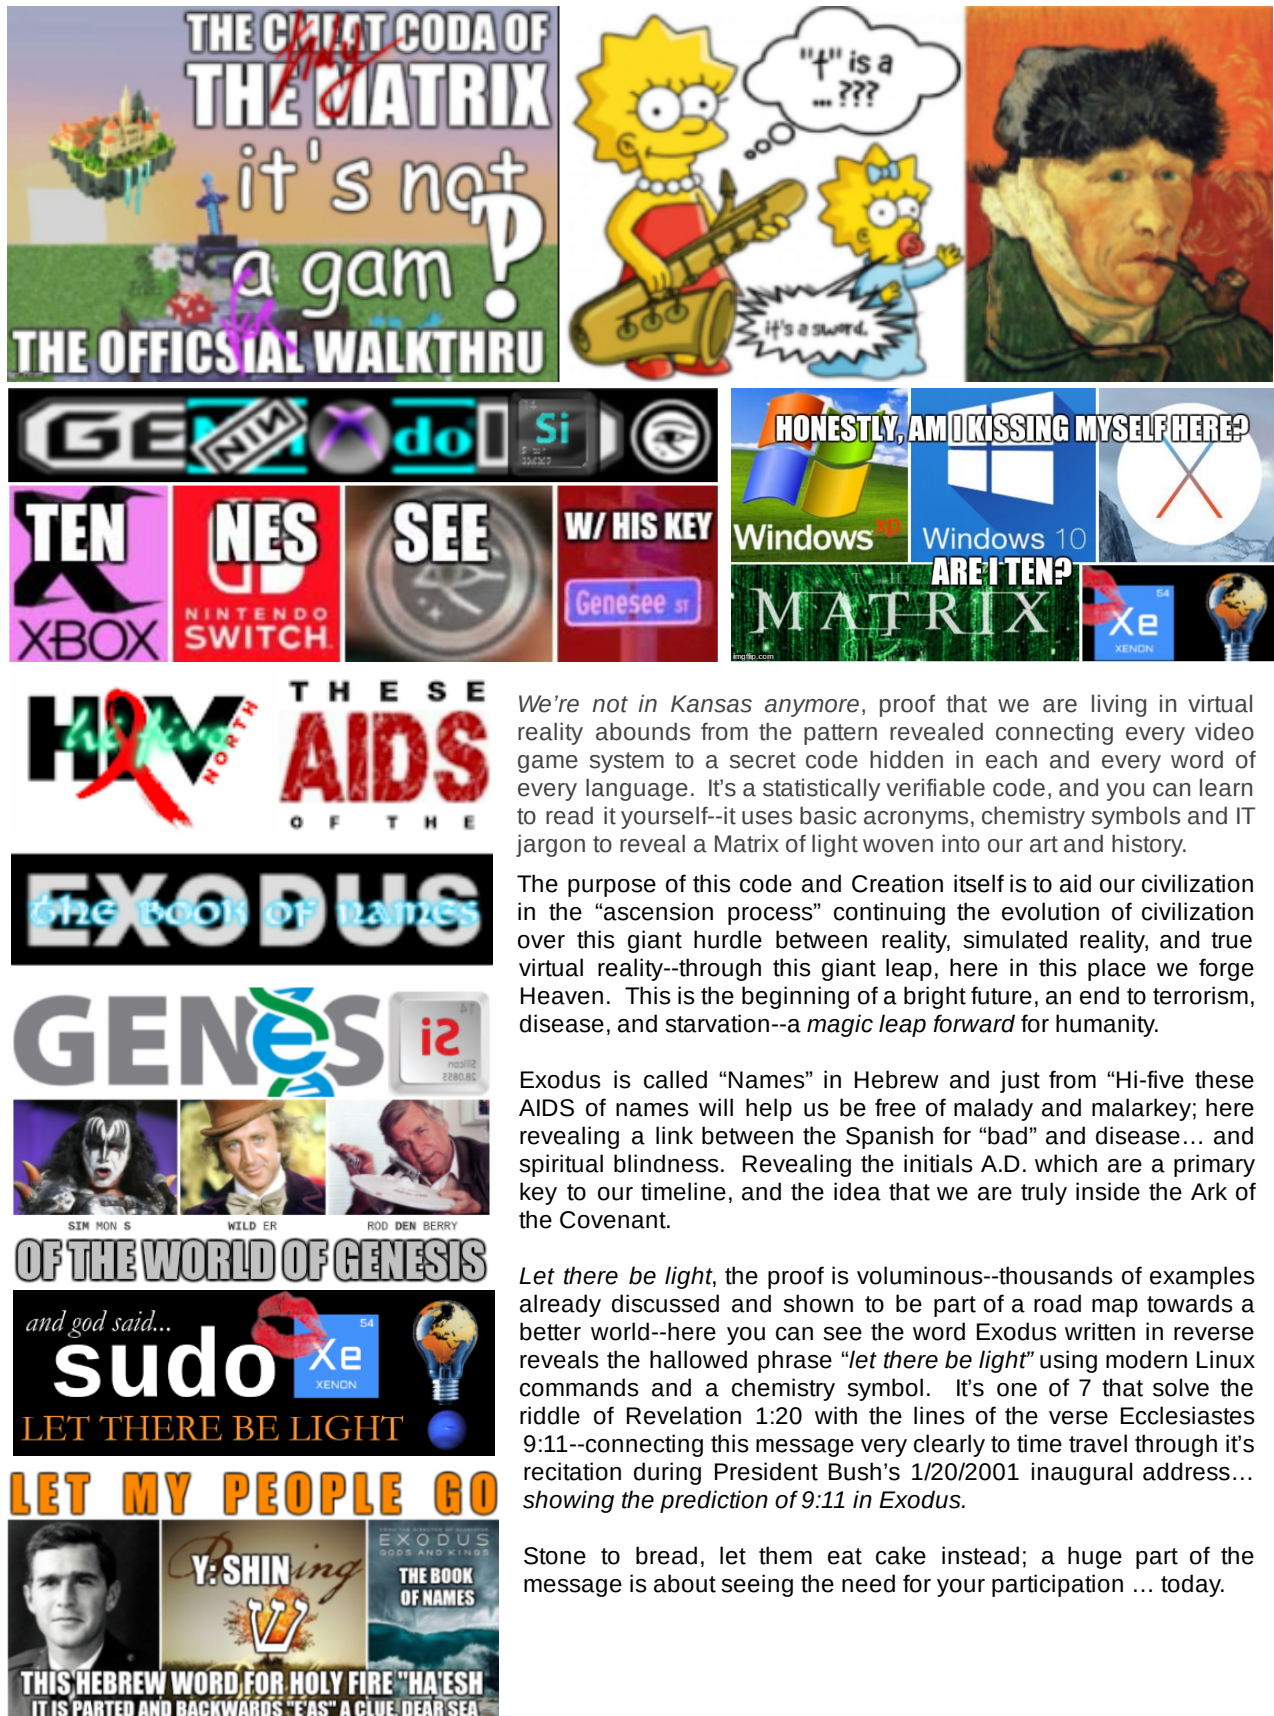 THE CHEAT CODA OF
holy
THE MATRIX
it's not
a gam ?
THE OFFICSIAL WALKTHRU
"t" is a
... ???
it's a sword.
GEN NIN X do I Si
TEN
XBOX
NES
NINTENDO
SWITCH
SEE
W/ HIS KEY
Genesee ST
HONESTLY, AM I KISSING MYSELF HERE?
Windows xp
Windows 10
X
ARE I TEN?
THE
MATRIX
54
Xe
XENON
imgflip.com
HIV
hi five
NORTH
THESE
AIDS
OF THE
EXODUS
the book of names
GENES
14
Si
Silicon
28.0855
SIM MON S
WILD ER
ROD DEN BERRY
OF THE WORLD OF GENESIS
and god said...
sudo
54
Xe
XENON
LET THERE BE LIGHT
LET MY PEOPLE GO
Burning
Y: SHIN
ש
EXODUS
GODS AND KINGS
THE BOOK
OF NAMES
THIS HEBREW WORD FOR HOLY FIRE "HA'ESH
IT IS PARTED AND BACKWARDS "E'AS" A CLUE, DEAR SEA
We're not in Kansas anymore, proof that we are living in virtual
reality abounds from the pattern revealed connecting every video
game system to a secret code hidden in each and every word of
every language. It's a statistically verifiable code, and you can learn
to read it yourself--it uses basic acronyms, chemistry symbols and IT
jargon to reveal a Matrix of light woven into our art and history.
The purpose of this code and Creation itself is to aid our civilization
in the “ascension process” continuing the evolution of civilization
over this giant hurdle between reality, simulated reality, and true
virtual reality--through this giant leap, here in this place we forge
Heaven. This is the beginning of a bright future, an end to terrorism,
disease, and starvation--a magic leap forward for humanity.
Exodus is called “Names” in Hebrew and just from “Hi-five these
AIDS of names will help us be free of malady and malarkey; here
revealing a link between the Spanish for “bad” and disease… and
spiritual blindness. Revealing the initials A.D. which are a primary
key to our timeline, and the idea that we are truly inside the Ark of
the Covenant.
Let there be light, the proof is voluminous--thousands of examples
already discussed and shown to be part of a road map towards a
better world--here you can see the word Exodus written in reverse
reveals the hallowed phrase “let there be light” using modern Linux
commands and a chemistry symbol. It’s one of 7 that solve the
riddle of Revelation 1:20 with the lines of the verse Ecclesiastes
9:11--connecting this message very clearly to time travel through it’s
recitation during President Bush’s 1/20/2001 inaugural address…
showing the prediction of 9:11 in Exodus.
Stone to bread, let them eat cake instead; a huge part of the
message is about seeing the need for your participation … today.